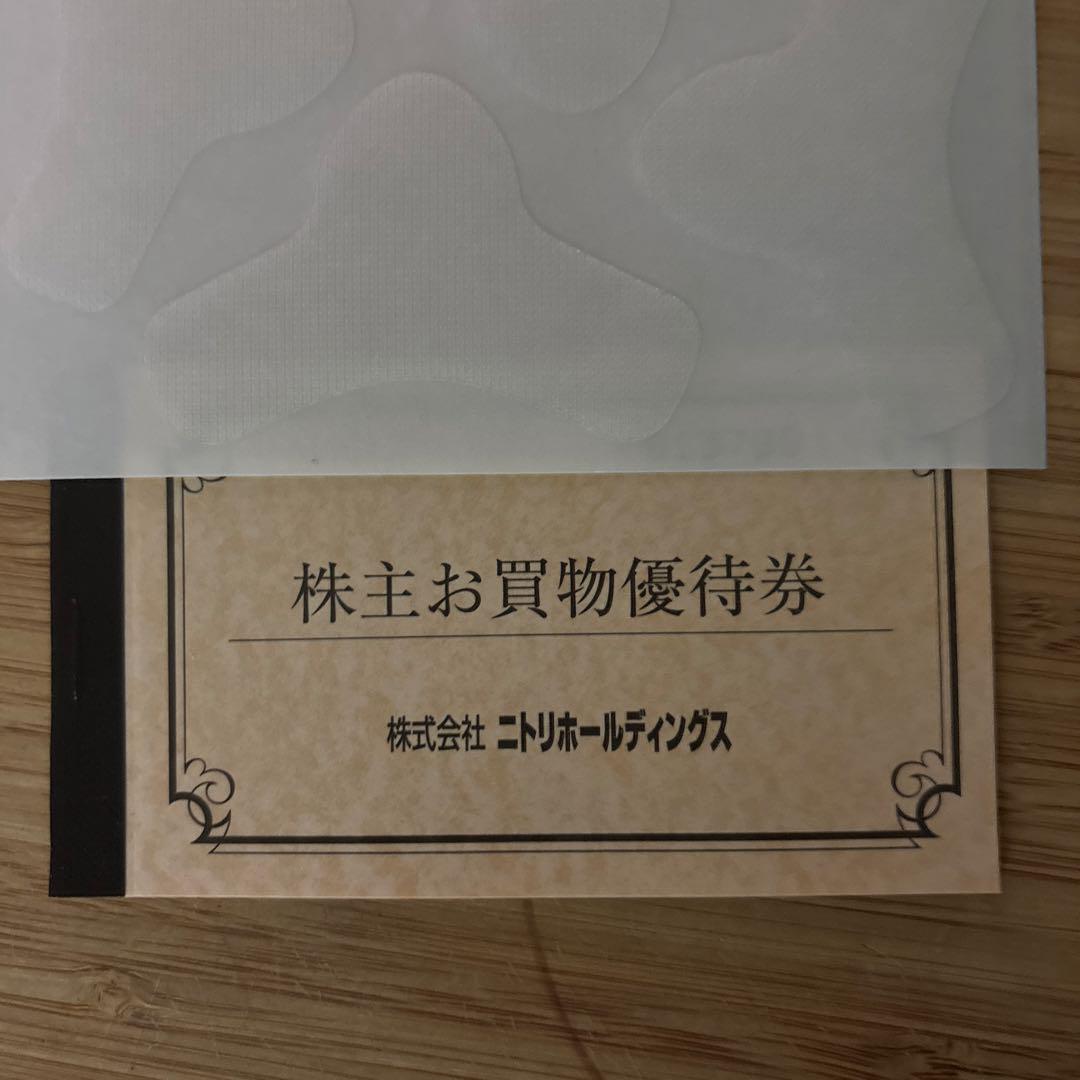 株主お買物優待券
株式会社 ニトリホールディングス